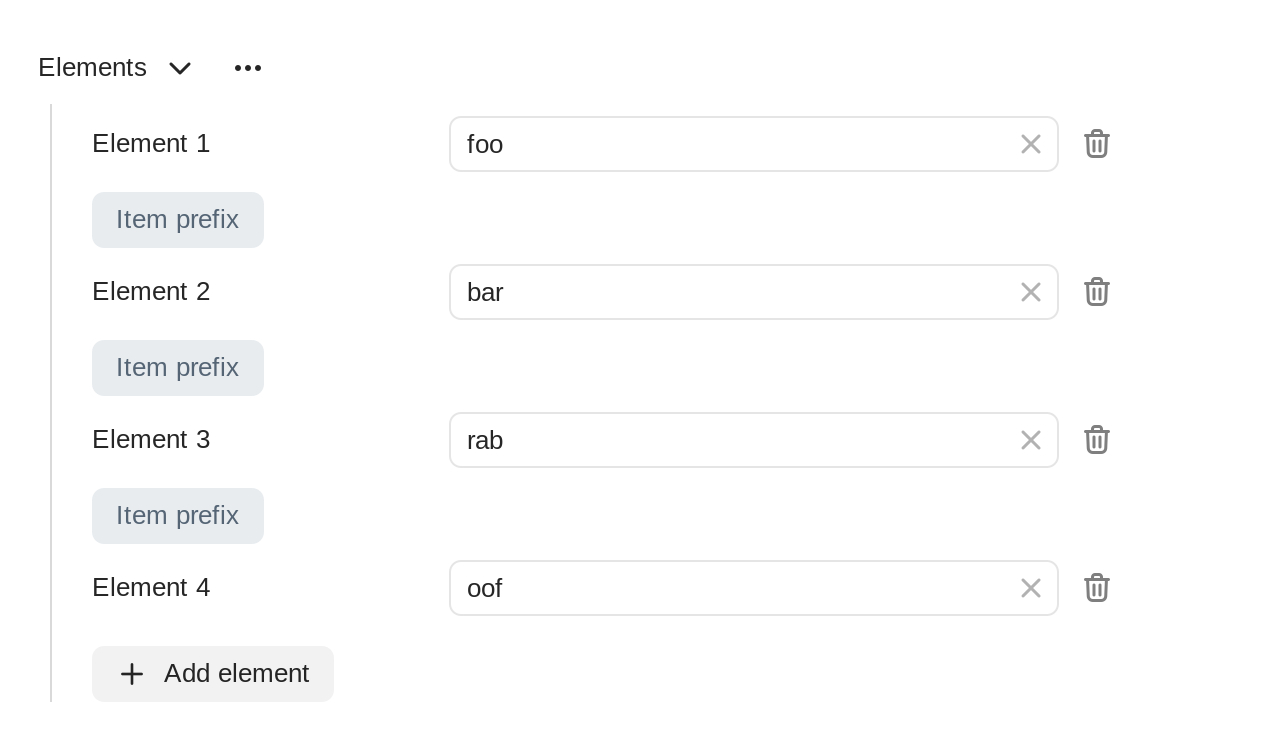 Elements
Element 1
foo
Item prefix
Element 2
bar
Item prefix
Element 3
rab
Item prefix
Element 4
oof
Add element